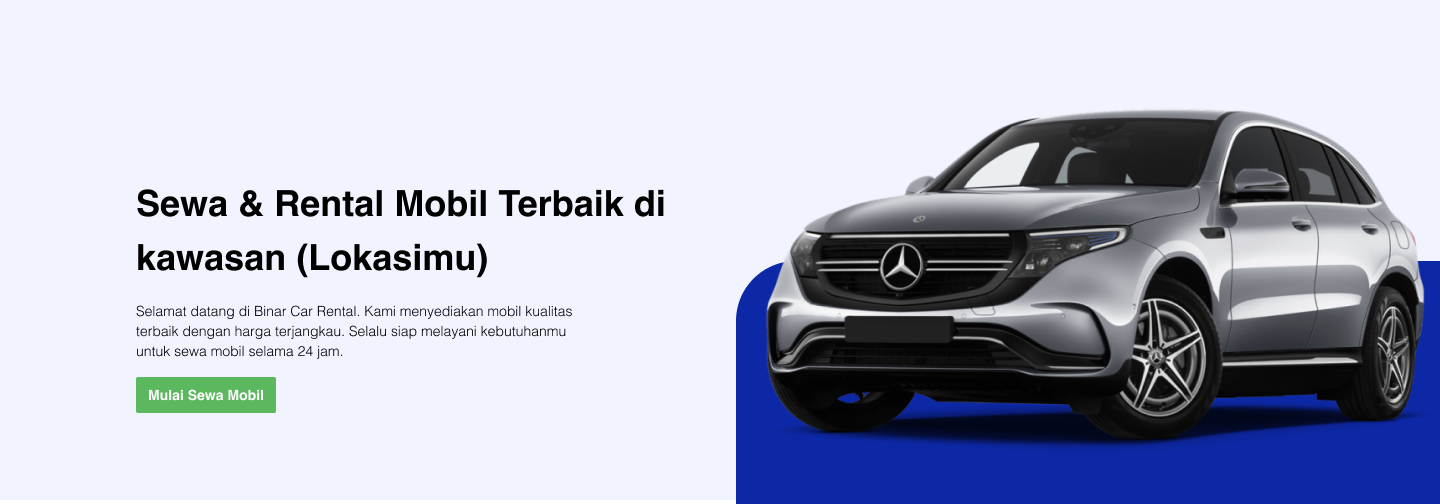 Sewa & Rental Mobil Terbaik di
kawasan (Lokasimu)
Selamat datang di Binar Car Rental. Kami menyediakan mobil kualitas
terbaik dengan harga terjangkau. Selalu siap melayani kebutuhanmu
untuk sewa mobil selama 24 jam.
Mulai Sewa Mobil